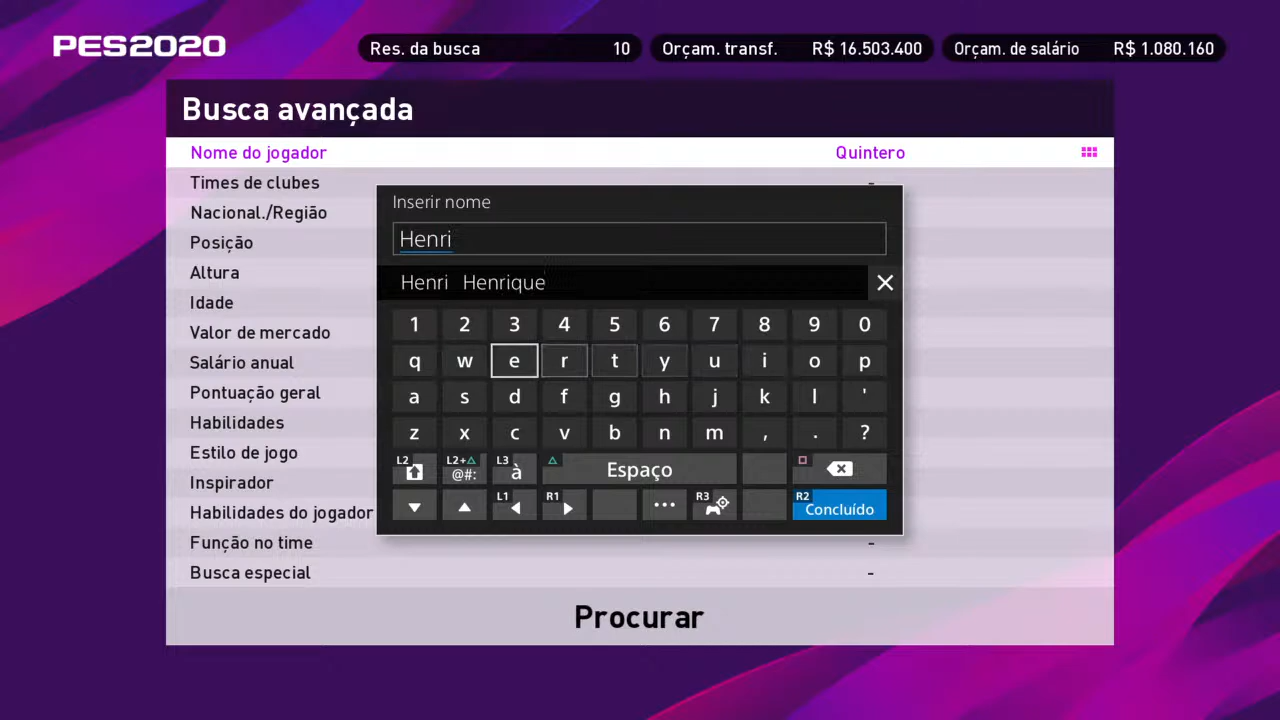 PES2020
Res. da busca 10
Orçam. transf. R$ 16.503.400
Orçam. de salário R$ 1.080.160
Busca avançada
Nome do jogador Quintero
Times de clubes -
Nacional./Região
Posição
Altura
Idade
Valor de mercado
Salário anual
Pontuação geral
Habilidades
Estilo de jogo
Inspirador
Habilidades do jogador
Função no time -
Busca especial -
Inserir nome
Henri
Henri Henrique
1 2 3 4 5 6 7 8 9 0
q w e r t y u i o p
a s d f g h j k l '
z x c v b n m , . ?
L2 L2+△ @#: L3 à △ Espaço □
▼ ▲ L1 ◀ R1 ▶ ... R3 R2 Concluído
Procurar